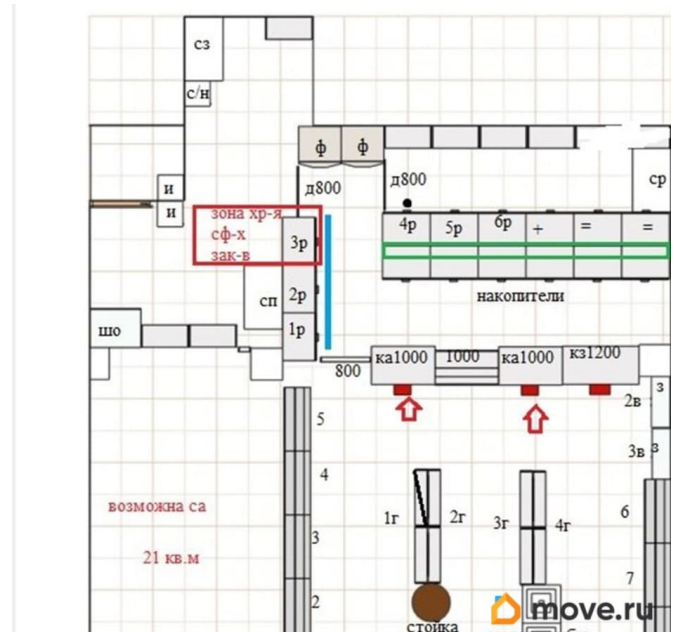 сз
с/н
ф
ф
д800
д800
ср
и
и
зона хр-я
сф-х
зак-в
3р
4р
5р
6р
+
=
=
2р
сп
накопители
1р
шо
800
ка1000
1000
ка1000
кз1200
2в
з
3в
з
5
4
3
2
возможна са
21 кв.м
1г
2г
3г
4г
6
7
стойка
move.ru